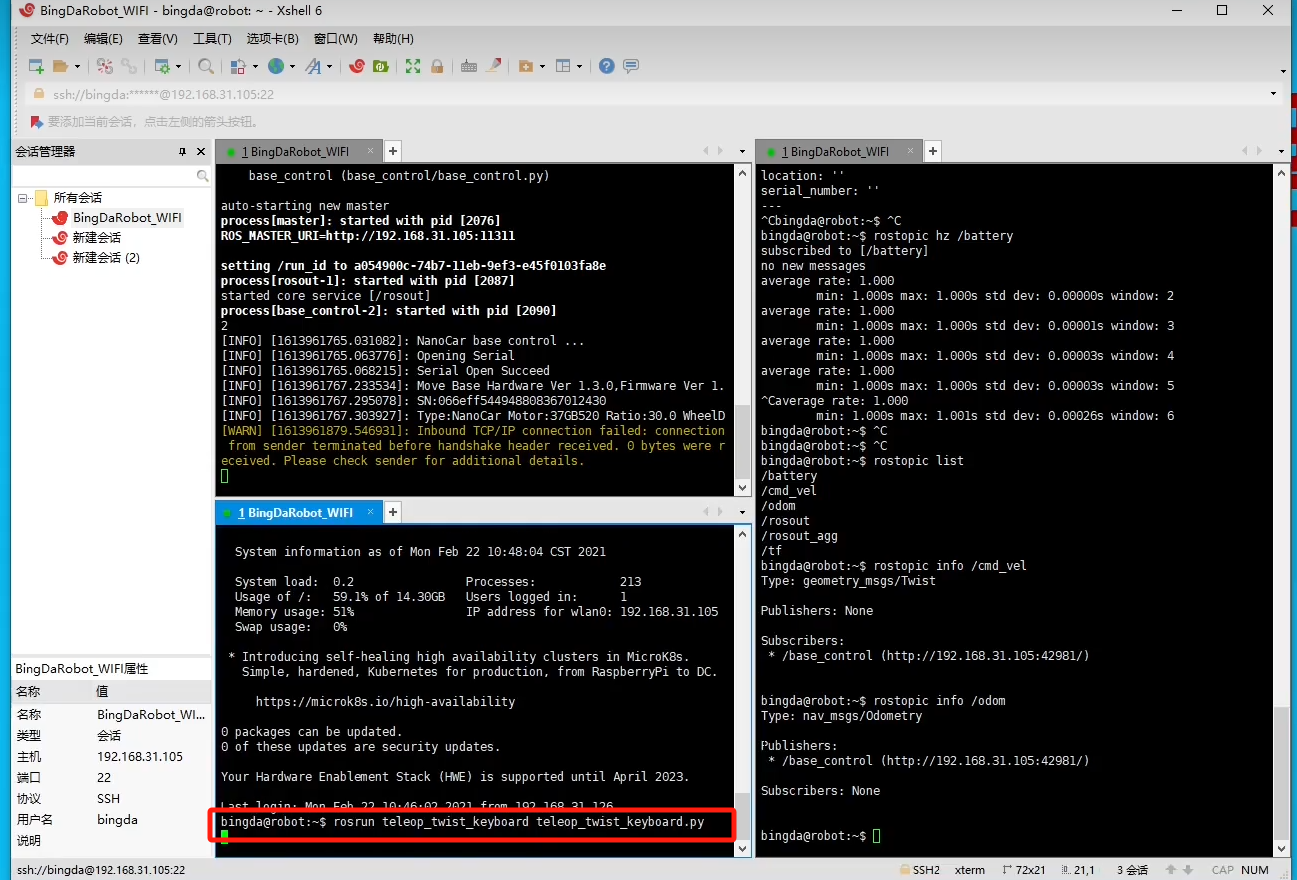 BingDaRobot_WIFI - bingda@robot: ~ - Xshell 6
文件(F) 编辑(E) 查看(V) 工具(T) 选项卡(B) 窗口(W) 帮助(H)
ssh://bingda:******@192.168.31.105:22
要添加当前会话，点击左侧的箭头按钮。
会话管理器
所有会话
BingDaRobot_WIFI
新建会话
新建会话 (2)
BingDaRobot_WIFI属性
名称 值
名称 BingDaRobot_WI...
类型 会话
主机 192.168.31.105
端口 22
协议 SSH
用户名 bingda
说明
1 BingDaRobot_WIFI
base_control (base_control/base_control.py)
auto-starting new master
process[master]: started with pid [2076]
ROS_MASTER_URI=http://192.168.31.105:11311
setting /run_id to a054900c-74b7-11eb-9ef3-e45f0103fa8e
process[rosout-1]: started with pid [2087]
started core service [/rosout]
process[base_control-2]: started with pid [2090]
2
[INFO] [1613961765.031082]: NanoCar base control ...
[INFO] [1613961765.063776]: Opening Serial
[INFO] [1613961765.068215]: Serial Open Succeed
[INFO] [1613961767.233534]: Move Base Hardware Ver 1.3.0,Firmware Ver 1.
[INFO] [1613961767.295078]: SN:066eff544948808367012430
[INFO] [1613961767.303927]: Type:NanoCar Motor:37GB520 Ratio:30.0 WheelD
[WARN] [1613961879.546931]: Inbound TCP/IP connection failed: connection
from sender terminated before handshake header received. 0 bytes were r
eceived. Please check sender for additional details.
1 BingDaRobot_WIFI
System information as of Mon Feb 22 10:48:04 CST 2021
System load: 0.2 Processes: 213
Usage of /: 59.1% of 14.30GB Users logged in: 1
Memory usage: 51% IP address for wlan0: 192.168.31.105
Swap usage: 0%
* Introducing self-healing high availability clusters in MicroK8s.
Simple, hardened, Kubernetes for production, from RaspberryPi to DC.
https://microk8s.io/high-availability
0 packages can be updated.
0 of these updates are security updates.
Your Hardware Enablement Stack (HWE) is supported until April 2023.
Last login: Mon Feb 22 10:46:02 2021 from 192.168.31.126
bingda@robot:~$ rosrun teleop_twist_keyboard teleop_twist_keyboard.py
1 BingDaRobot_WIFI
location: ''
serial_number: ''
---
^Cbingda@robot:~$ ^C
bingda@robot:~$ rostopic hz /battery
subscribed to [/battery]
no new messages
average rate: 1.000
min: 1.000s max: 1.000s std dev: 0.00000s window: 2
average rate: 1.000
min: 1.000s max: 1.000s std dev: 0.00001s window: 3
average rate: 1.000
min: 1.000s max: 1.000s std dev: 0.00003s window: 4
average rate: 1.000
min: 1.000s max: 1.000s std dev: 0.00003s window: 5
^Caverage rate: 1.000
min: 1.000s max: 1.001s std dev: 0.00026s window: 6
bingda@robot:~$ ^C
bingda@robot:~$ ^C
bingda@robot:~$ rostopic list
/battery
/cmd_vel
/odom
/rosout
/rosout_agg
/tf
bingda@robot:~$ rostopic info /cmd_vel
Type: geometry_msgs/Twist
Publishers: None
Subscribers:
* /base_control (http://192.168.31.105:42981/)
bingda@robot:~$ rostopic info /odom
Type: nav_msgs/Odometry
Publishers:
* /base_control (http://192.168.31.105:42981/)
Subscribers: None
bingda@robot:~$
ssh://bingda@192.168.31.105:22 SSH2 xterm 72x21 21,1 3 会话 CAP NUM